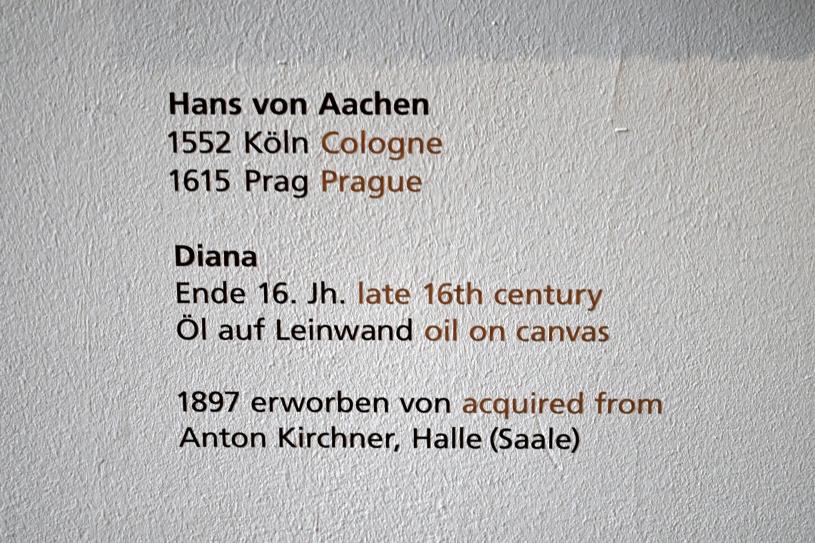 Hans von Aachen
1552 Köln Cologne
1615 Prag Prague
Diana
Ende 16. Jh. late 16th century
Öl auf Leinwand oil on canvas
1897 erworben von acquired from
Anton Kirchner, Halle (Saale)